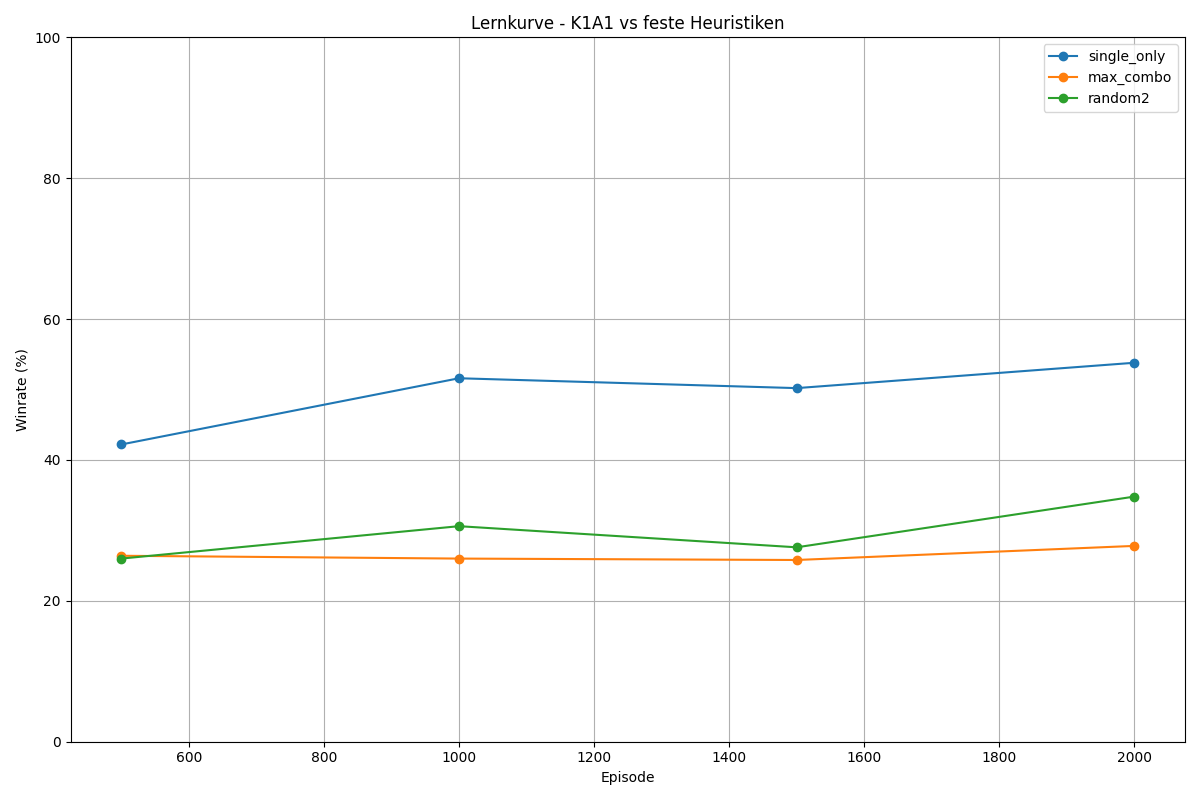 Lernkurve - K1A1 vs feste Heuristiken
single_only
max_combo
random2
Winrate (%)
100
80
60
40
20
0
600 800 1000 1200 1400 1600 1800 2000
Episode